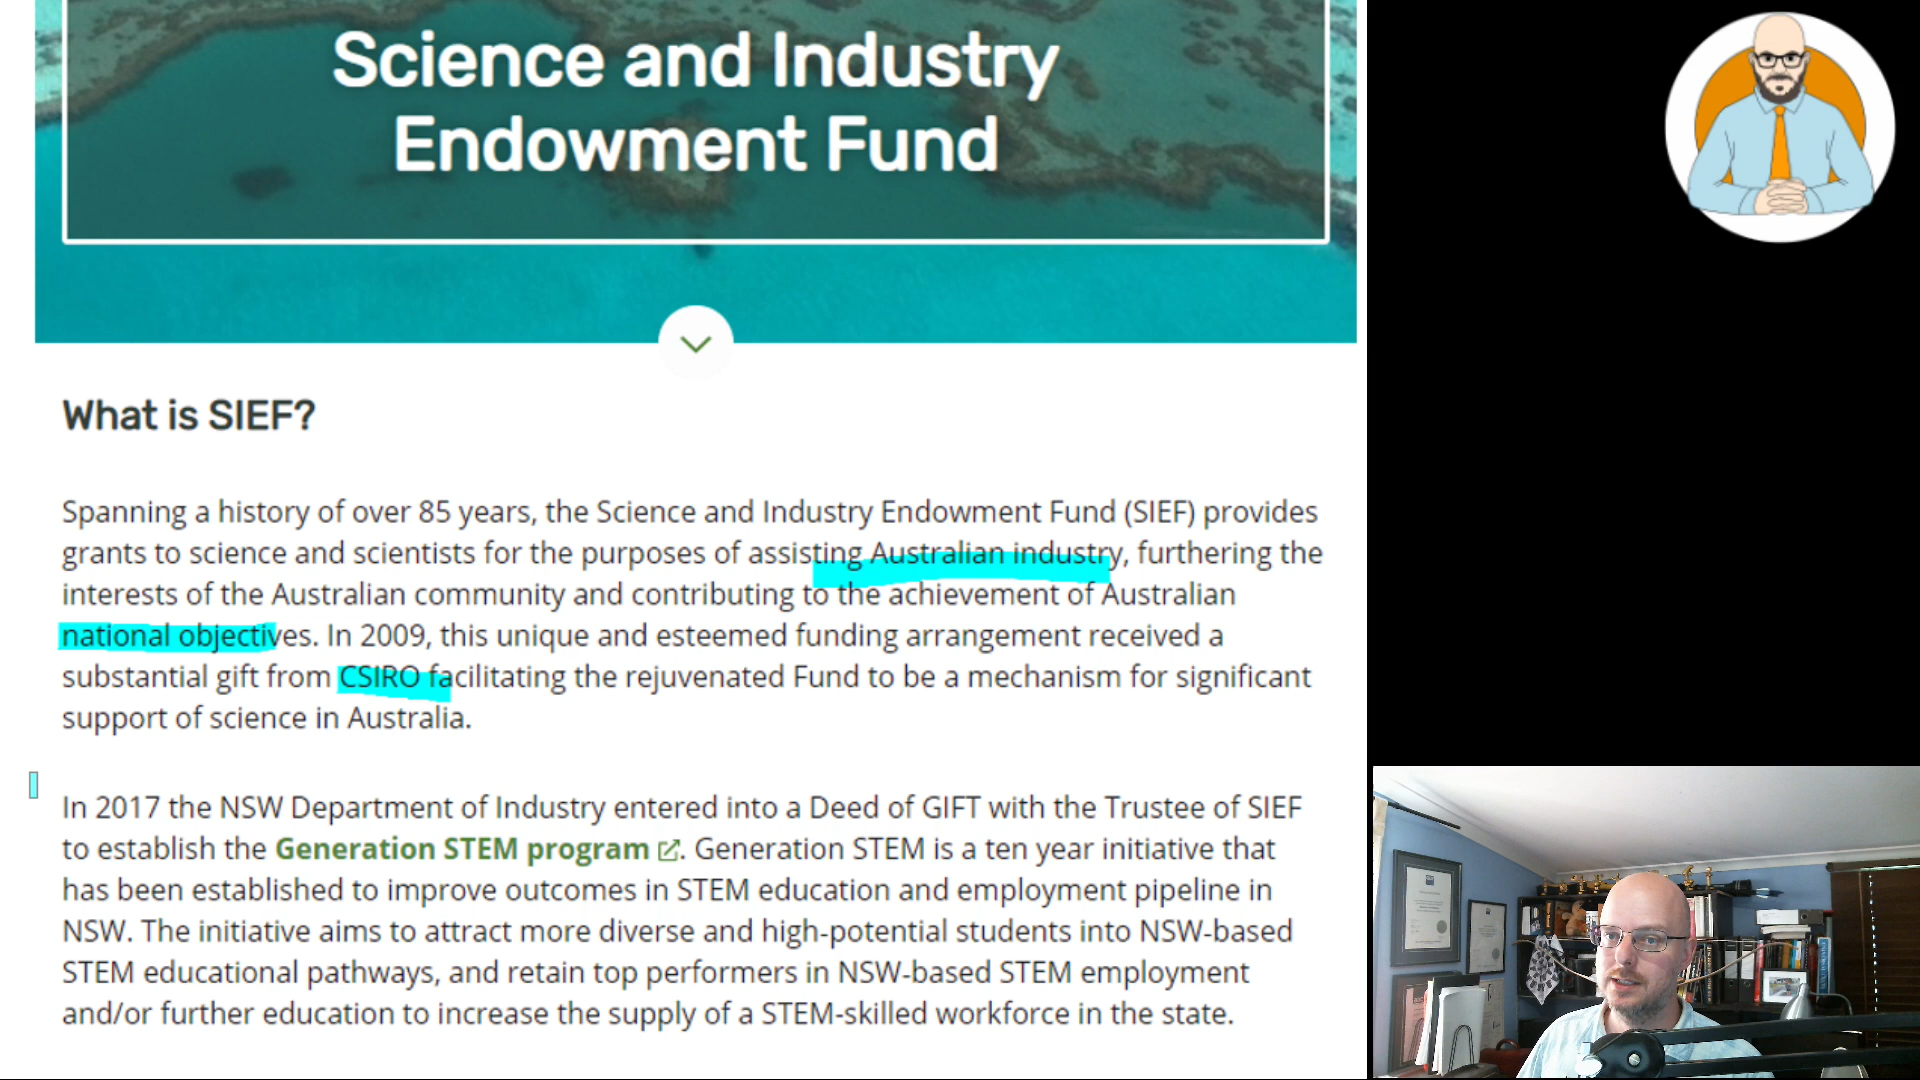 Science and Industry
Endowment Fund
What is SIEF?
Spanning a history of over 85 years, the Science and Industry Endowment Fund (SIEF) provides
grants to science and scientists for the purposes of assisting Australian industry, furthering the
interests of the Australian community and contributing to the achievement of Australian
national objectives. In 2009, this unique and esteemed funding arrangement received a
substantial gift from CSIRO facilitating the rejuvenated Fund to be a mechanism for significant
support of science in Australia.
In 2017 the NSW Department of Industry entered into a Deed of GIFT with the Trustee of SIEF
to establish the Generation STEM program. Generation STEM is a ten year initiative that
has been established to improve outcomes in STEM education and employment pipeline in
NSW. The initiative aims to attract more diverse and high-potential students into NSW-based
STEM educational pathways, and retain top performers in NSW-based STEM employment
and/or further education to increase the supply of a STEM-skilled workforce in the state.